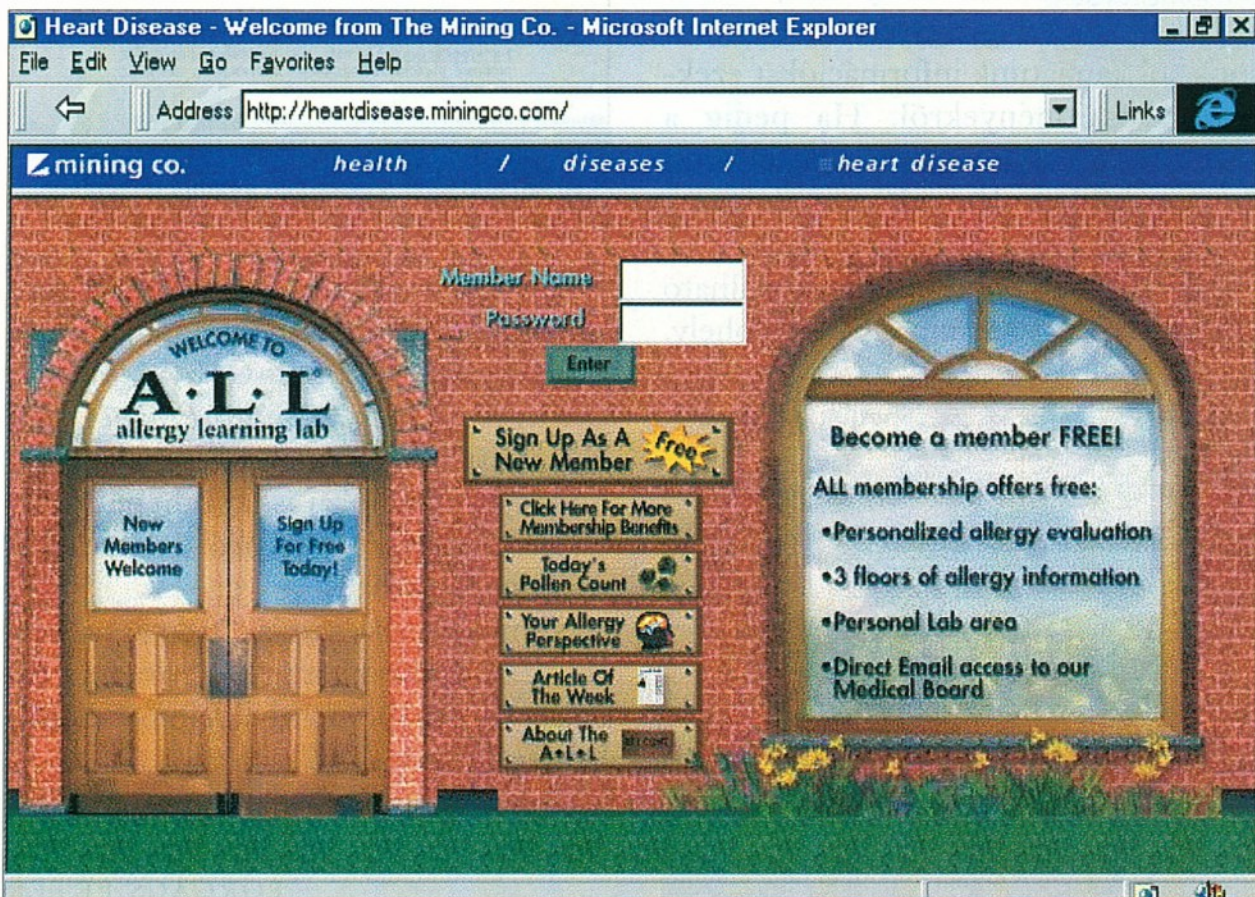 Heart Disease - Welcome from The Mining Co. - Microsoft Internet Explorer
File Edit View Go Favorites Help
Address http://heartdisease.miningco.com/ Links
mining co. health / diseases / heart disease
WELCOME TO
A·L·L®
allergy learning lab
New
Members
Welcome
Sign Up
For Free
Today!
Member Name
Password
Enter
Sign Up As A
New Member
Free
Click Here For More
Membership Benefits
Today's
Pollen Count
Your Allergy
Perspective
Article Of
The Week
About The
A•L•L
WELCOME
Become a member FREE!
ALL membership offers free:
•Personalized allergy evaluation
•3 floors of allergy information
•Personal Lab area
•Direct Email access to our
Medical Board